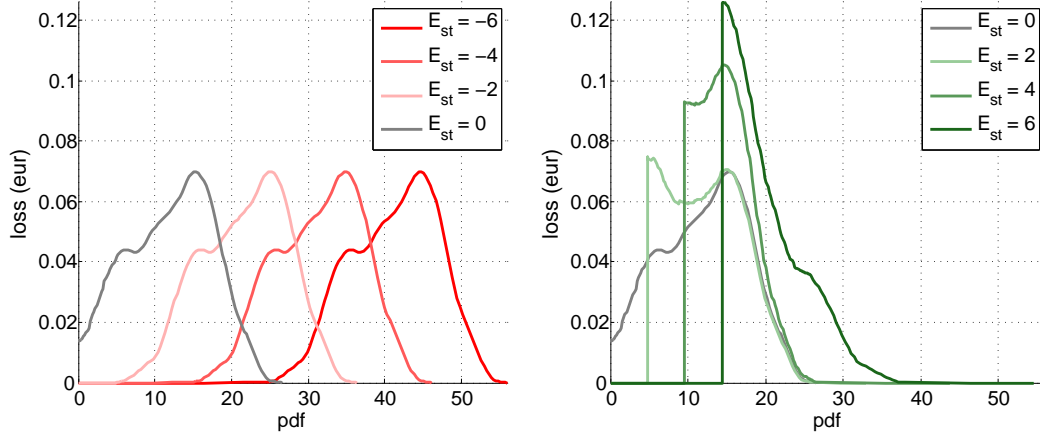 0.12
0.1
0.08
0.06
0.04
0.02
0
loss (eur)
0 10 20 30 40 50
pdf
E_st = −6
E_st = −4
E_st = −2
E_st = 0
0.12
0.1
0.08
0.06
0.04
0.02
0
loss (eur)
0 10 20 30 40 50
pdf
E_st = 0
E_st = 2
E_st = 4
E_st = 6